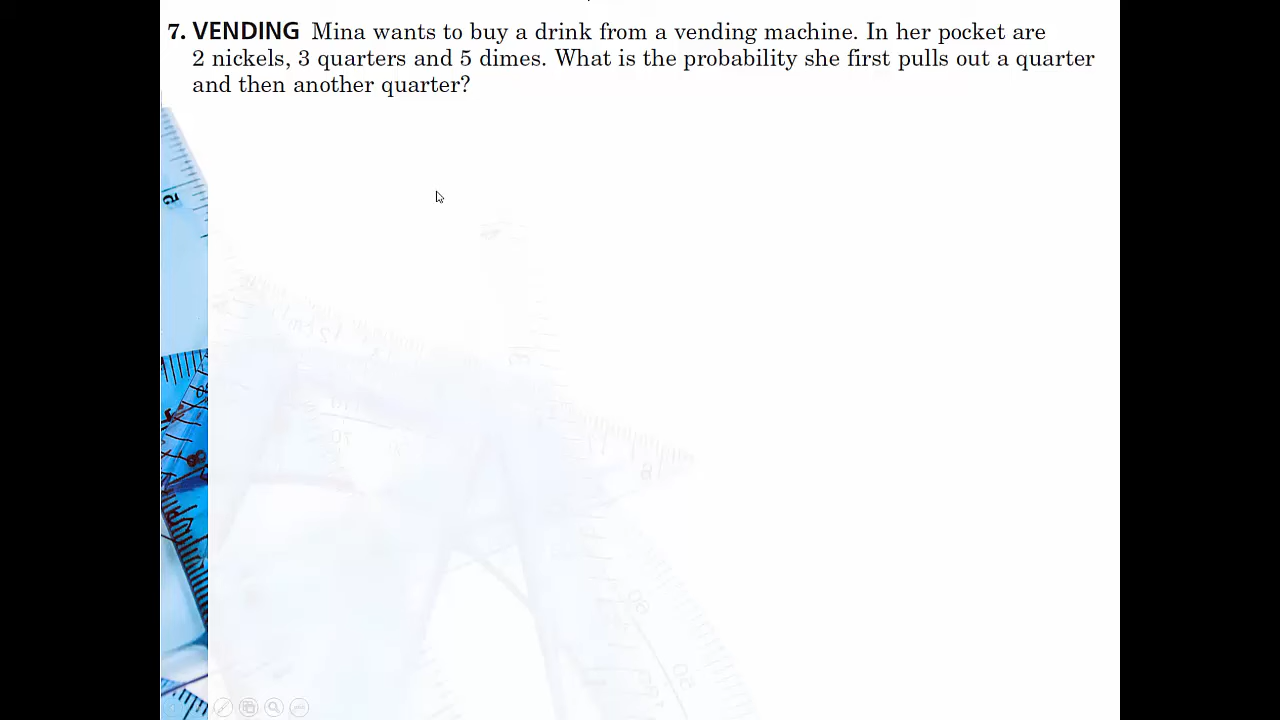 7. VENDING Mina wants to buy a drink from a vending machine. In her pocket are
2 nickels, 3 quarters and 5 dimes. What is the probability she first pulls out a quarter
and then another quarter?